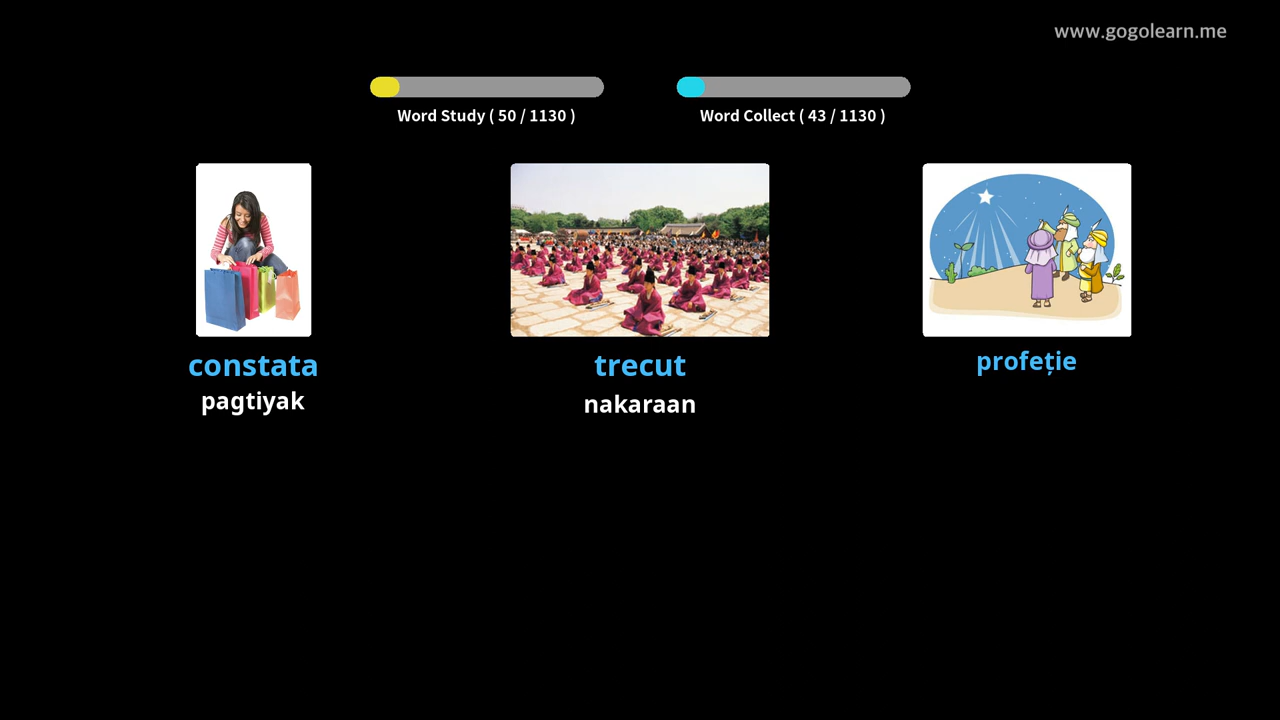 www.gogolearn.me
Word Study ( 50 / 1130 )
Word Collect ( 43 / 1130 )
constata
pagtiyak
trecut
nakaraan
profeție